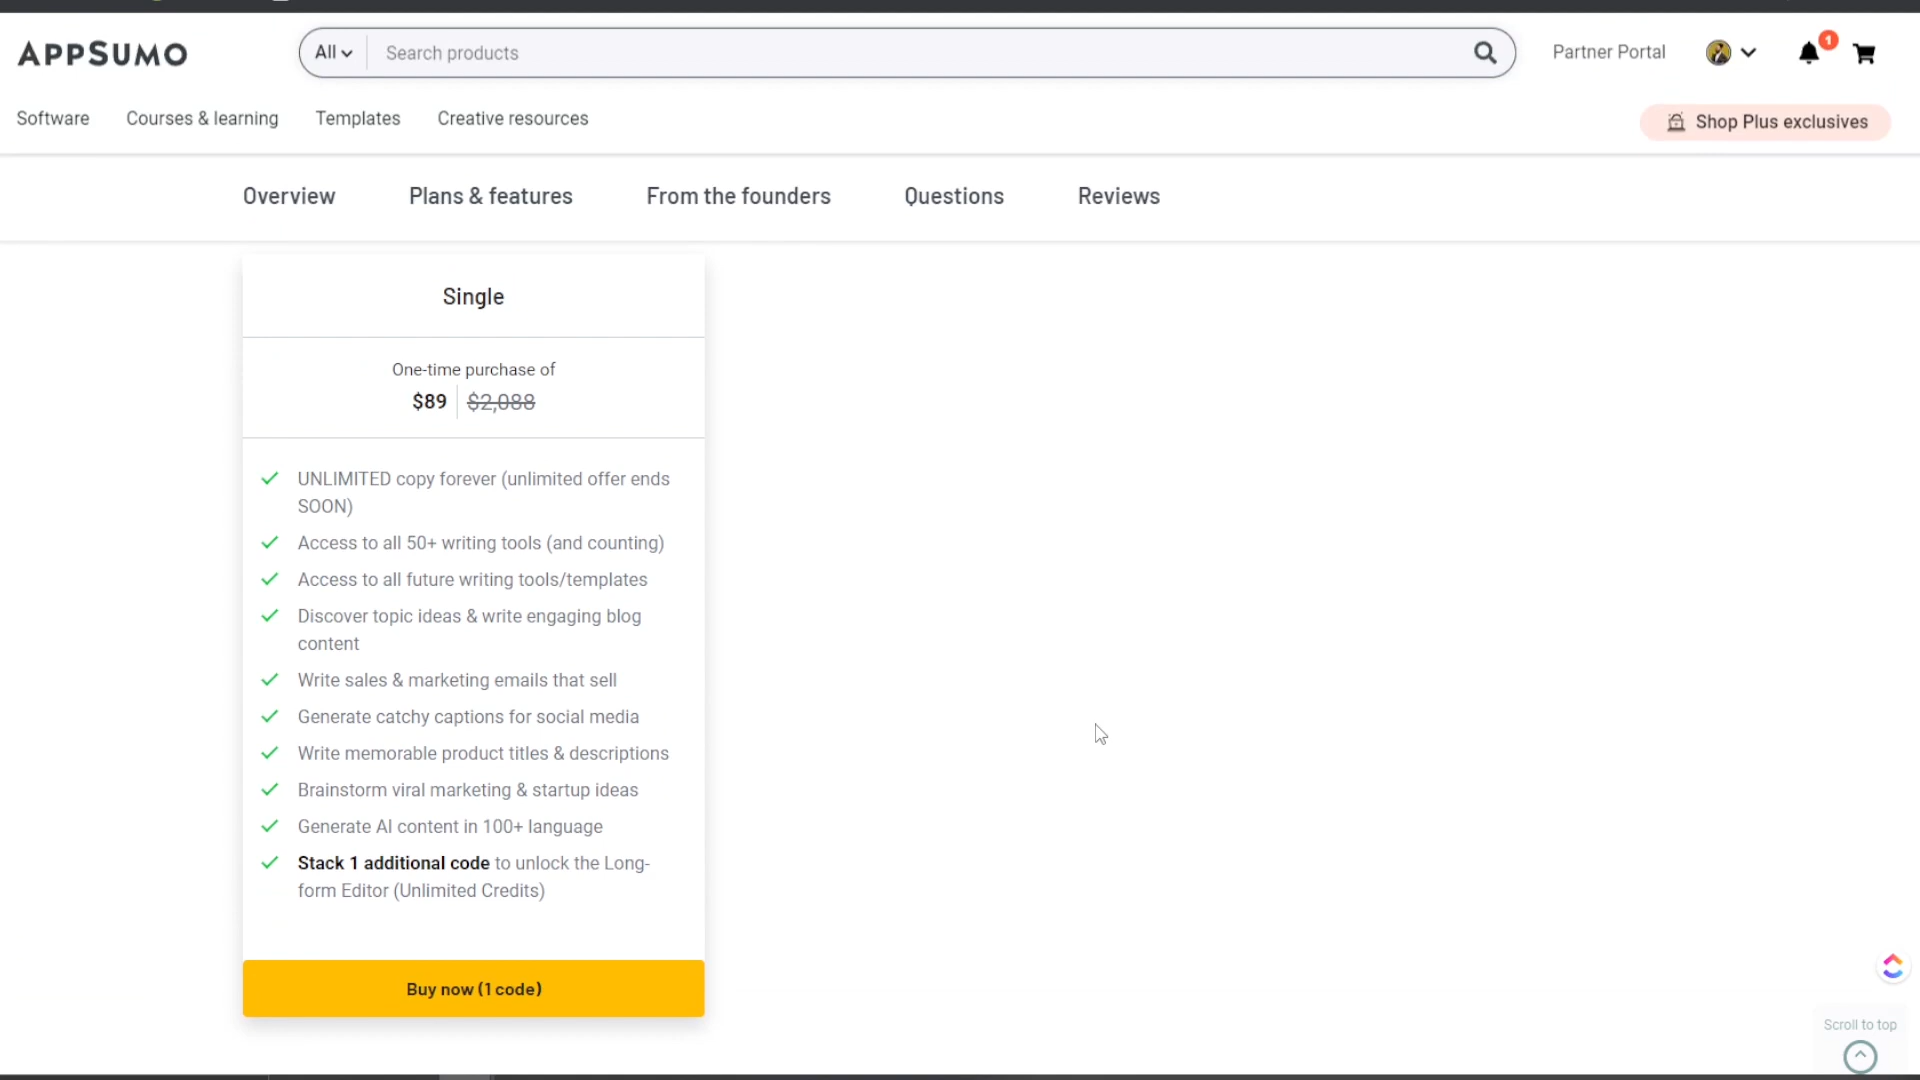 APPSUMO
All
Search products
Partner Portal
1
Software
Courses & learning
Templates
Creative resources
Shop Plus exclusives
Overview
Plans & features
From the founders
Questions
Reviews
Single
One-time purchase of
$89
$2,088
UNLIMITED copy forever (unlimited offer ends
SOON)
Access to all 50+ writing tools (and counting)
Access to all future writing tools/templates
Discover topic ideas & write engaging blog
content
Write sales & marketing emails that sell
Generate catchy captions for social media
Write memorable product titles & descriptions
Brainstorm viral marketing & startup ideas
Generate AI content in 100+ language
Stack 1 additional code to unlock the Long-
form Editor (Unlimited Credits)
Buy now (1 code)
Scroll to top